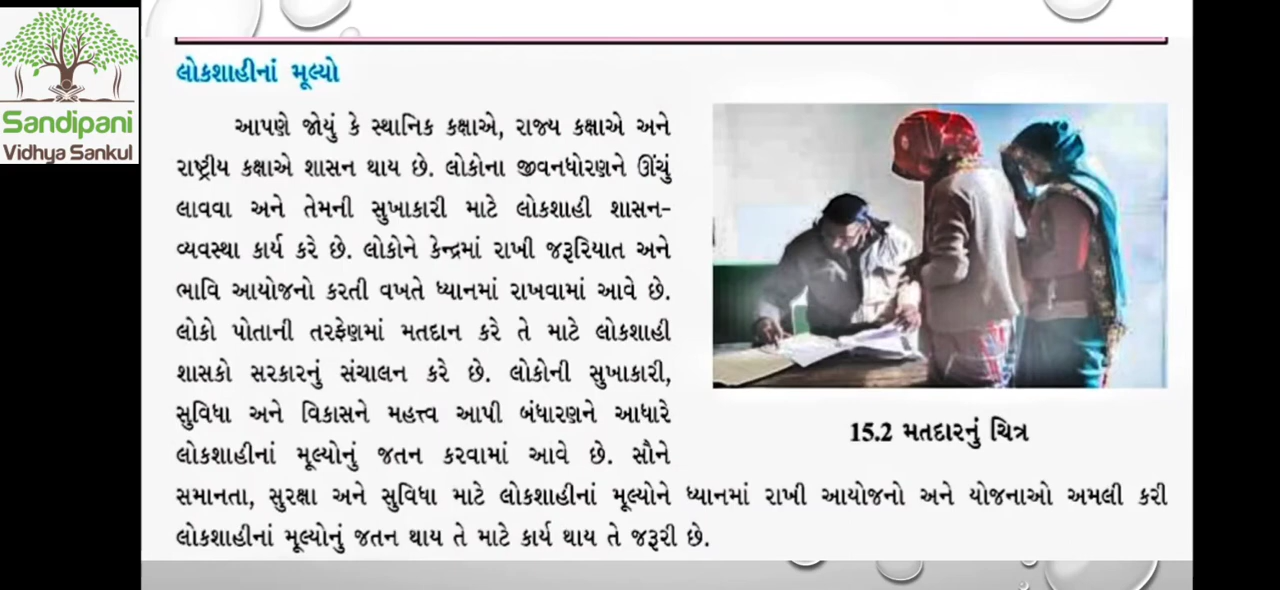 Sandipani
Vidhya Sankul
લોકશાહીનાં મૂલ્યો
આપણે જોયું કે સ્થાનિક કક્ષાએ, રાજ્ય કક્ષાએ અને
રાષ્ટ્રીય કક્ષાએ શાસન થાય છે. લોકોના જીવનધોરણને ઊંચું
લાવવા અને તેમની સુખાકારી માટે લોકશાહી શાસન-
વ્યવસ્થા કાર્ય કરે છે. લોકોને કેન્દ્રમાં રાખી જરૂરિયાત અને
ભાવિ આયોજનો કરતી વખતે ધ્યાનમાં રાખવામાં આવે છે.
લોકો પોતાની તરફેણમાં મતદાન કરે તે માટે લોકશાહી
શાસકો સરકારનું સંચાલન કરે છે. લોકોની સુખાકારી,
સુવિધા અને વિકાસને મહત્ત્વ આપી બંધારણને આધારે
લોકશાહીનાં મૂલ્યોનું જતન કરવામાં આવે છે. સૌને
સમાનતા, સુરક્ષા અને સુવિધા માટે લોકશાહીનાં મૂલ્યોને ધ્યાનમાં રાખી આયોજનો અને યોજનાઓ અમલી કરી
લોકશાહીનાં મૂલ્યોનું જતન થાય તે માટે કાર્ય થાય તે જરૂરી છે.
15.2 મતદારનું ચિત્ર